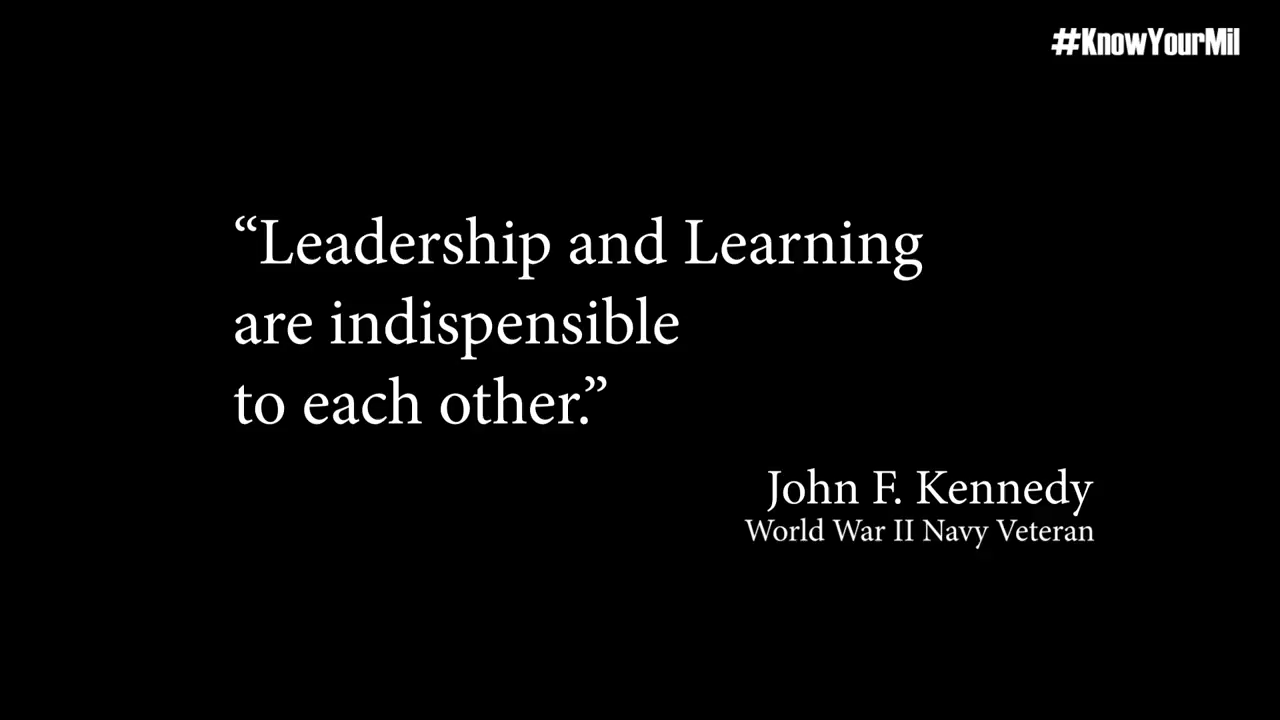 #KnowYourMil
“Leadership and Learning
are indispensible
to each other.”
John F. Kennedy
World War II Navy Veteran